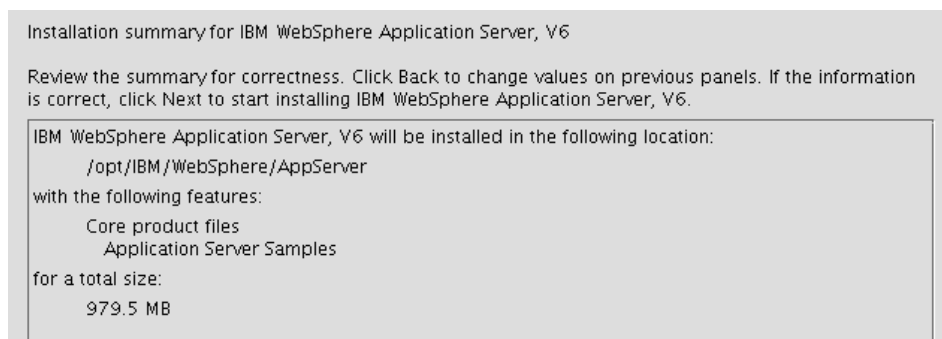 Installation summary for IBM WebSphere Application Server, V6
Review the summary for correctness. Click Back to change values on previous panels. If the information
is correct, click Next to start installing IBM WebSphere Application Server, V6.
IBM WebSphere Application Server, V6 will be installed in the following location:
/opt/IBM/WebSphere/AppServer
with the following features:
Core product files
Application Server Samples
for a total size:
979.5 MB